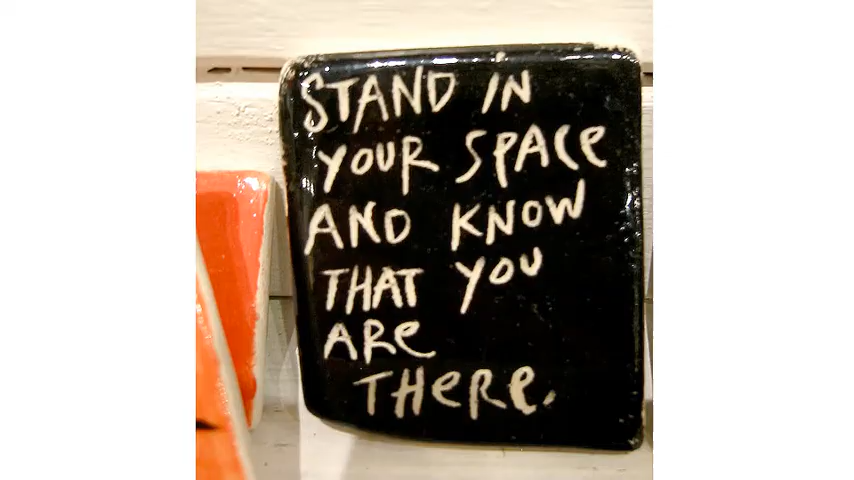 STAND IN
YOUR SPACE
AND KNOW
THAT YOU
ARE
THERE.